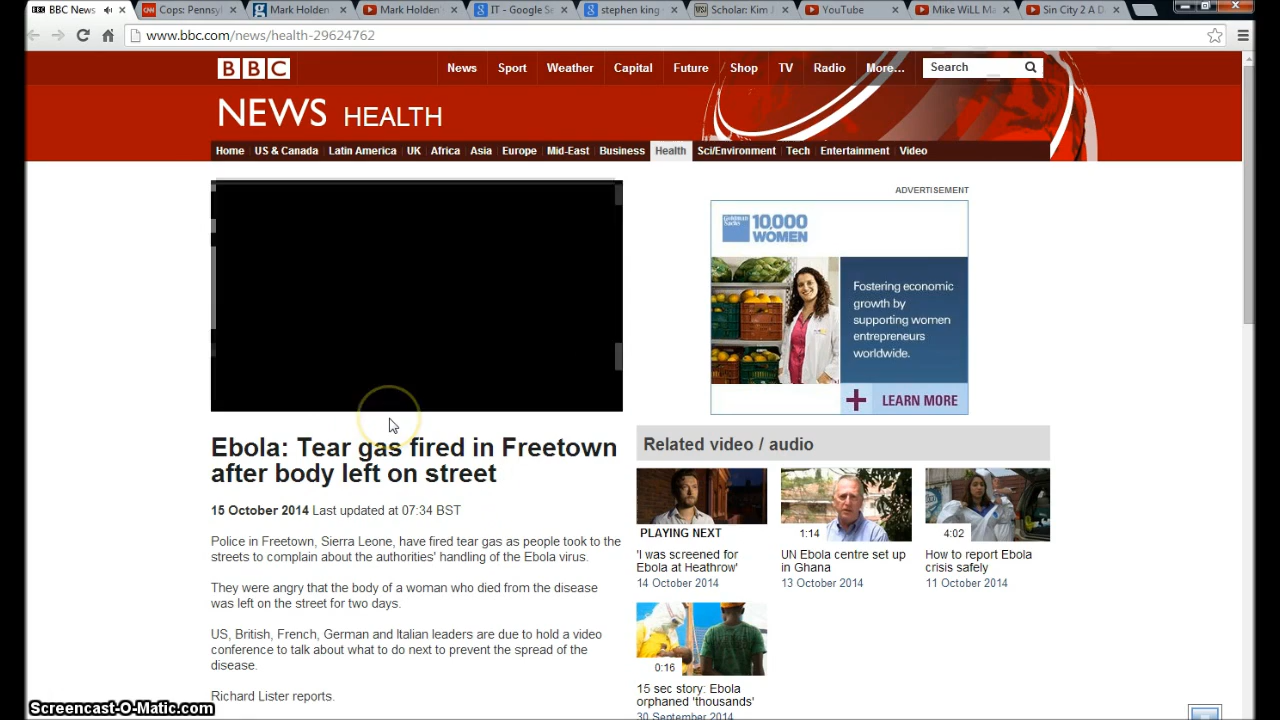 BBC News
Cops: Pennsyl
Mark Holden
Mark Holden'
IT - Google Se
stephen king
Scholar: Kim J
YouTube
Mike WiLL Ma
Sin City 2 A D
www.bbc.com/news/health-29624762
BBC
News Sport Weather Capital Future Shop TV Radio More...
Search
NEWS HEALTH
Home US & Canada Latin America UK Africa Asia Europe Mid-East Business Health Sci/Environment Tech Entertainment Video
ADVERTISEMENT
Goldman Sachs
10,000 WOMEN
Fostering economic
growth by
supporting women
entrepreneurs
worldwide.
LEARN MORE
Ebola: Tear gas fired in Freetown
after body left on street
15 October 2014 Last updated at 07:34 BST
Police in Freetown, Sierra Leone, have fired tear gas as people took to the
streets to complain about the authorities' handling of the Ebola virus.
They were angry that the body of a woman who died from the disease
was left on the street for two days.
US, British, French, German and Italian leaders are due to hold a video
conference to talk about what to do next to prevent the spread of the
disease.
Richard Lister reports.
Related video / audio
PLAYING NEXT
'I was screened for
Ebola at Heathrow'
14 October 2014
1:14
UN Ebola centre set up
in Ghana
13 October 2014
4:02
How to report Ebola
crisis safely
11 October 2014
0:16
15 sec story: Ebola
orphaned 'thousands'
30 September 2014
Screencast-O-Matic.com